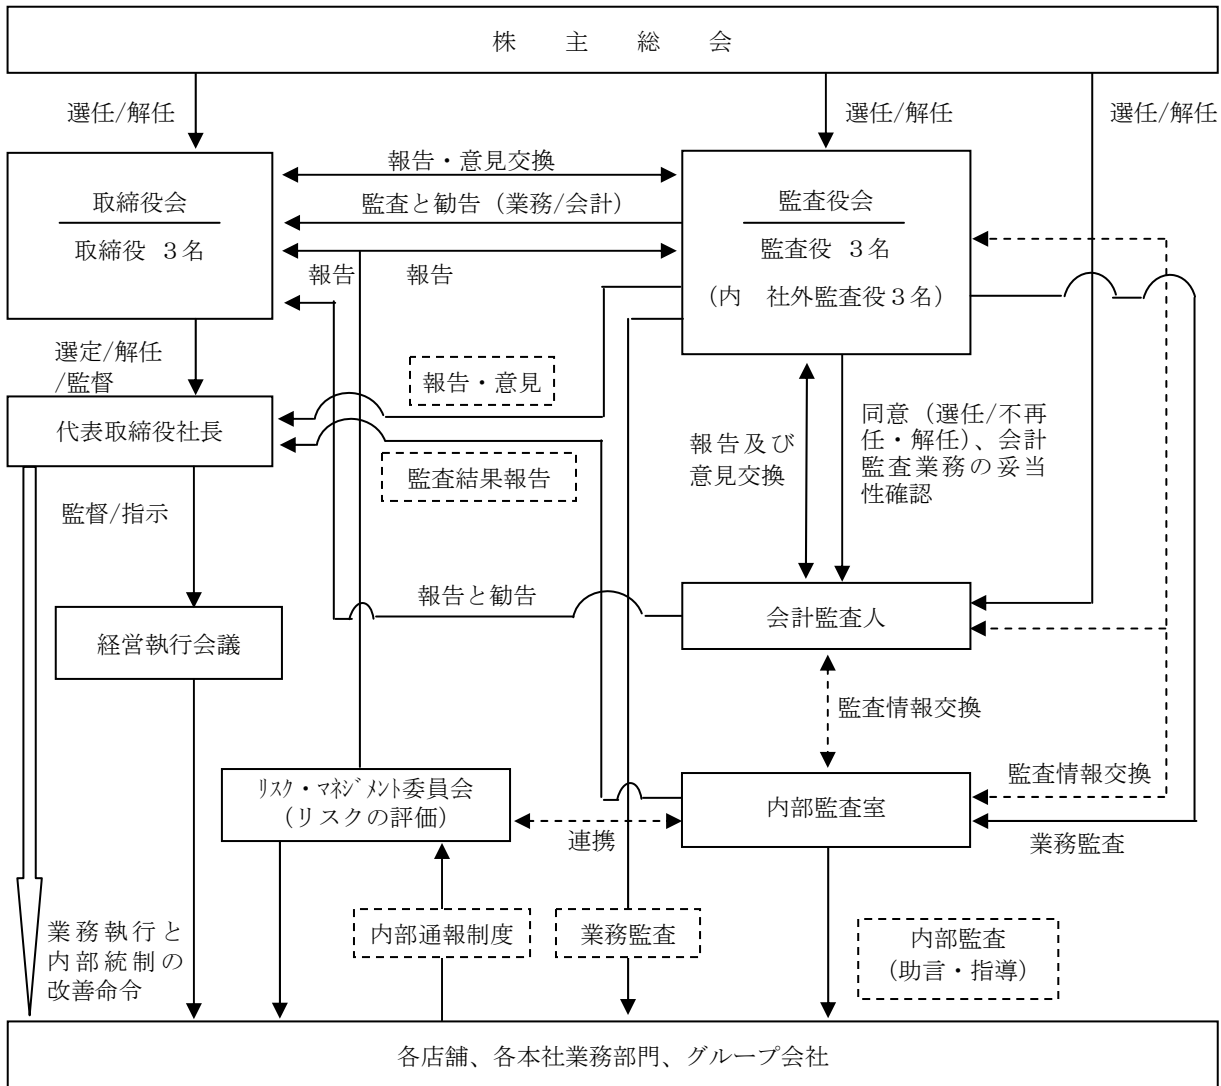 株　主　総　会
選任/解任
選任/解任
選任/解任
取締役会
取締役 ３名
報告・意見交換
監査と勧告（業務/会計）
報告
報告
監査役会
監査役 ３名
（内　社外監査役３名）
選定/解任
/監督
報告・意見
代表取締役社長
監査結果報告
報告及び
意見交換
同意（選任/不再
任・解任）、会計
監査業務の妥当
性確認
監督/指示
報告と勧告
会計監査人
経営執行会議
監査情報交換
監査情報交換
ﾘｽｸ・ﾏﾈｼﾞﾒﾝﾄ委員会
（リスクの評価）
連携
内部監査室
業務監査
業務執行と
内部統制の
改善命令
内部通報制度
業務監査
内部監査
（助言・指導）
各店舗、各本社業務部門、グループ会社